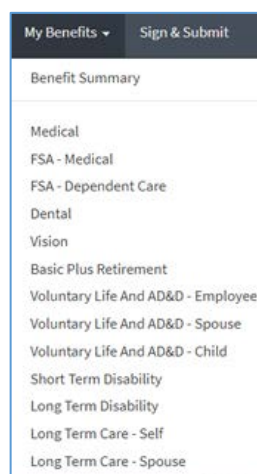 My Benefits Sign & Submit
Benefit Summary
Medical
FSA - Medical
FSA - Dependent Care
Dental
Vision
Basic Plus Retirement
Voluntary Life And AD&D - Employee
Voluntary Life And AD&D - Spouse
Voluntary Life And AD&D - Child
Short Term Disability
Long Term Disability
Long Term Care - Self
Long Term Care - Spouse